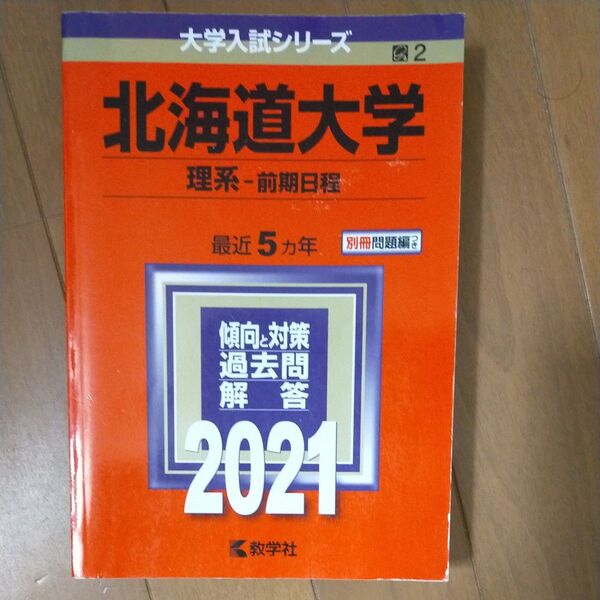 大学入試シリーズ
2
北海道大学
理系-前期日程
最近5カ年 別冊問題編つき
傾向と対策
過去問
解答
2021
教学社